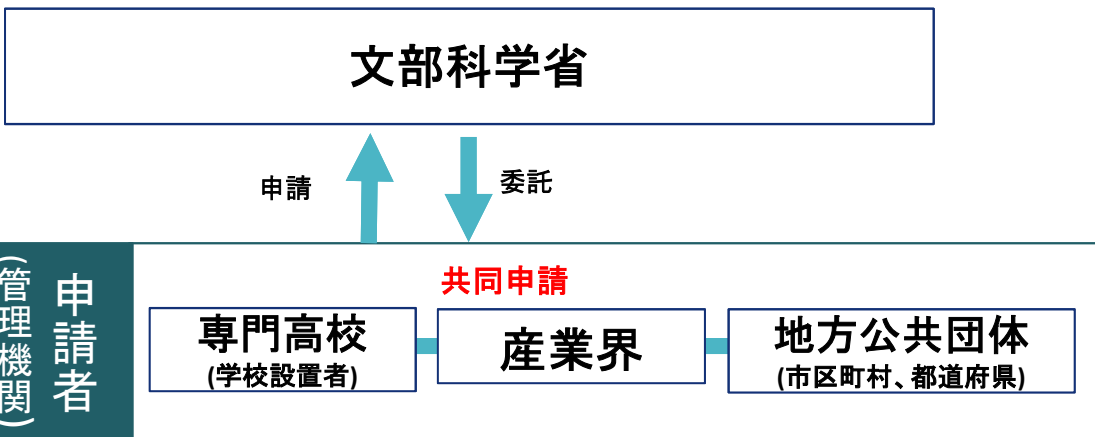 文部科学省
申請
委託
申請者
(管理機関)
共同申請
専門高校
(学校設置者)
産業界
地方公共団体
(市区町村、都道府県)